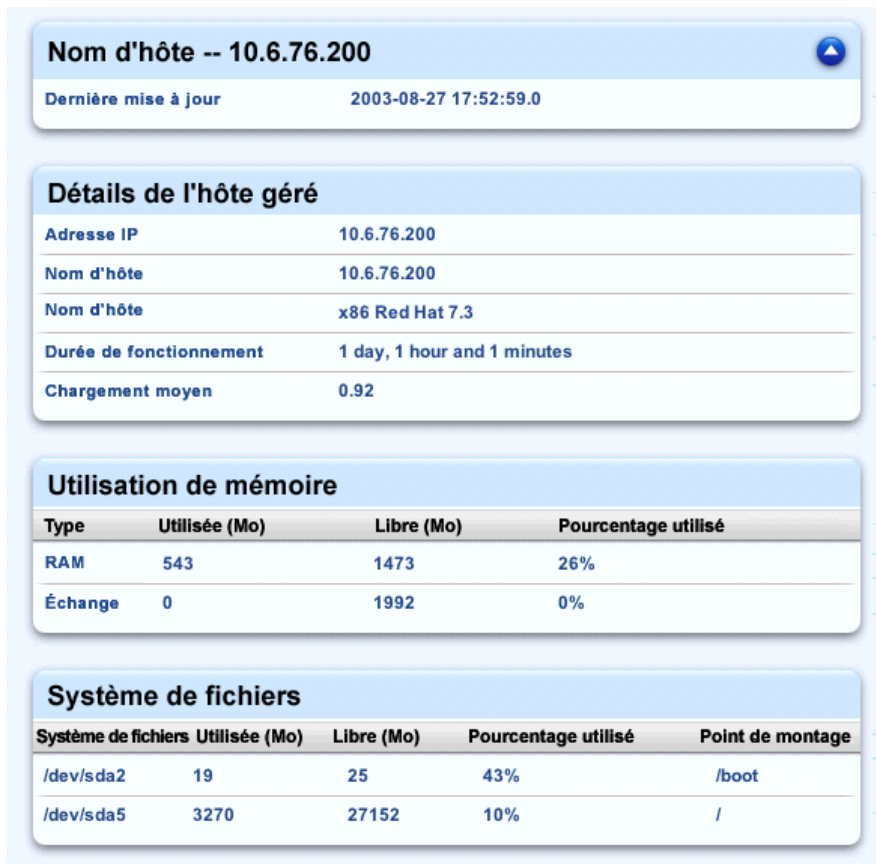 Nom d'hôte -- 10.6.76.200
Dernière mise à jour 2003-08-27 17:52:59.0
Détails de l'hôte géré
Adresse IP 10.6.76.200
Nom d'hôte 10.6.76.200
Nom d'hôte x86 Red Hat 7.3
Durée de fonctionnement 1 day, 1 hour and 1 minutes
Chargement moyen 0.92
Utilisation de mémoire
Type Utilisée (Mo) Libre (Mo) Pourcentage utilisé
RAM 543 1473 26%
Échange 0 1992 0%
Système de fichiers
Système de fichiers Utilisée (Mo) Libre (Mo) Pourcentage utilisé Point de montage
/dev/sda2 19 25 43% /boot
/dev/sda5 3270 27152 10% /